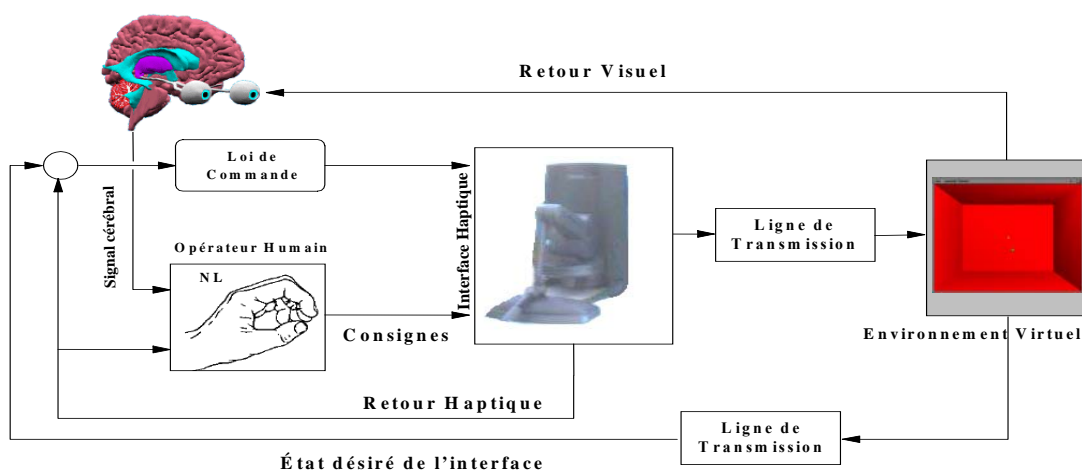 Retour Visuel
Loi de
Commande
Signal cérébral
Opérateur Humain
NL
Interface Haptique
Ligne de
Transmission
Consignes
Environnement Virtuel
Retour Haptique
Ligne de
Transmission
État désiré de l'interface